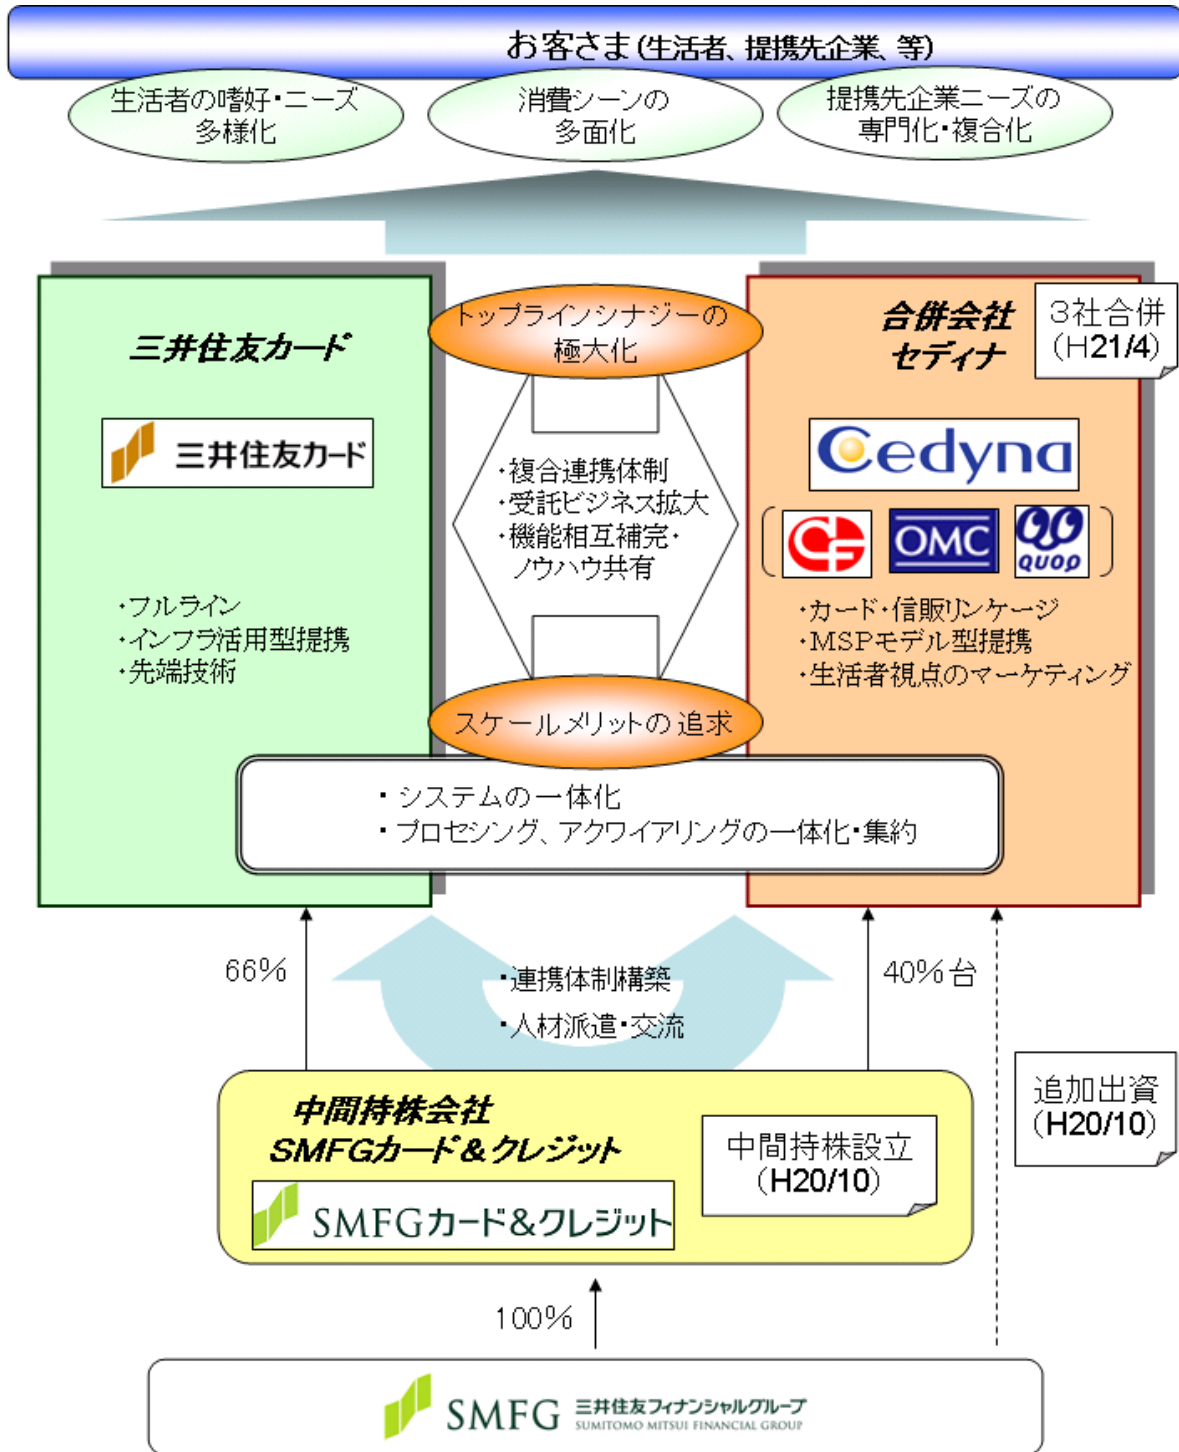 お客さま(生活者、提携先企業、等)
生活者の嗜好・ニーズ
多様化
消費シーンの
多面化
提携先企業ニーズの
専門化・複合化
三井住友カード
三井住友カード
・フルライン
・インフラ活用型提携
・先端技術
トップラインシナジーの
極大化
・複合連携体制
・受託ビジネス拡大
・機能相互補完・
ノウハウ共有
スケールメリットの追求
合併会社
セディナ
3社合併
(H21/4)
Cedyna
CF
OMC
QUOP
・カード・信販リンケージ
・MSPモデル型提携
・生活者視点のマーケティング
・システムの一体化
・プロセシング、アクワイアリングの一体化・集約
66%
・連携体制構築
・人材派遣・交流
40%台
追加出資
(H20/10)
中間持株会社
SMFGカード&クレジット
SMFGカード&クレジット
中間持株設立
(H20/10)
100%
SMFG 三井住友フィナンシャルグループ
SUMITOMO MITSUI FINANCIAL GROUP